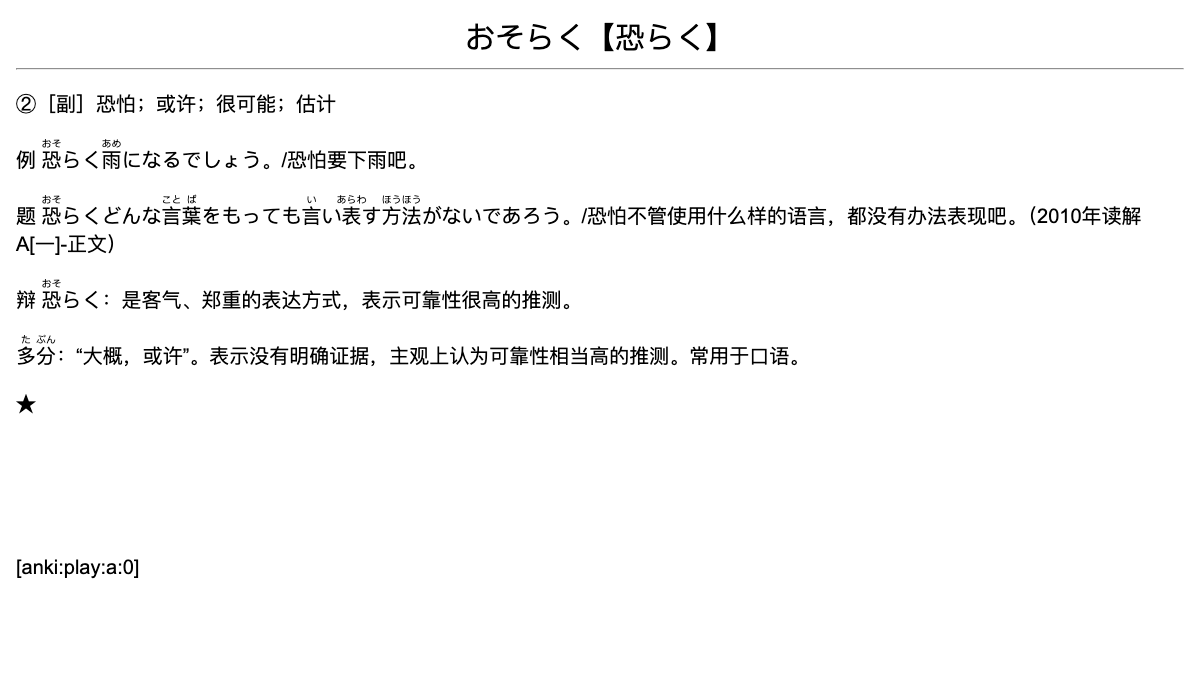 おそらく【恐らく】
②［副］恐怕；或许；很可能；估计
おそ あめ
例 恐らく雨になるでしょう。/恐怕要下雨吧。
おそ ことば い あらわ ほうほう
题 恐らくどんな言葉をもっても言い表す方法がないであろう。/恐怕不管使用什么样的语言，都没有办法表现吧。（2010年读解
A[一]-正文）
おそ
辩 恐らく：是客气、郑重的表达方式，表示可靠性很高的推测。
た ぶん
多分：“大概，或许”。表示没有明确证据，主观上认为可靠性相当高的推测。常用于口语。
★
[anki:play:a:0]